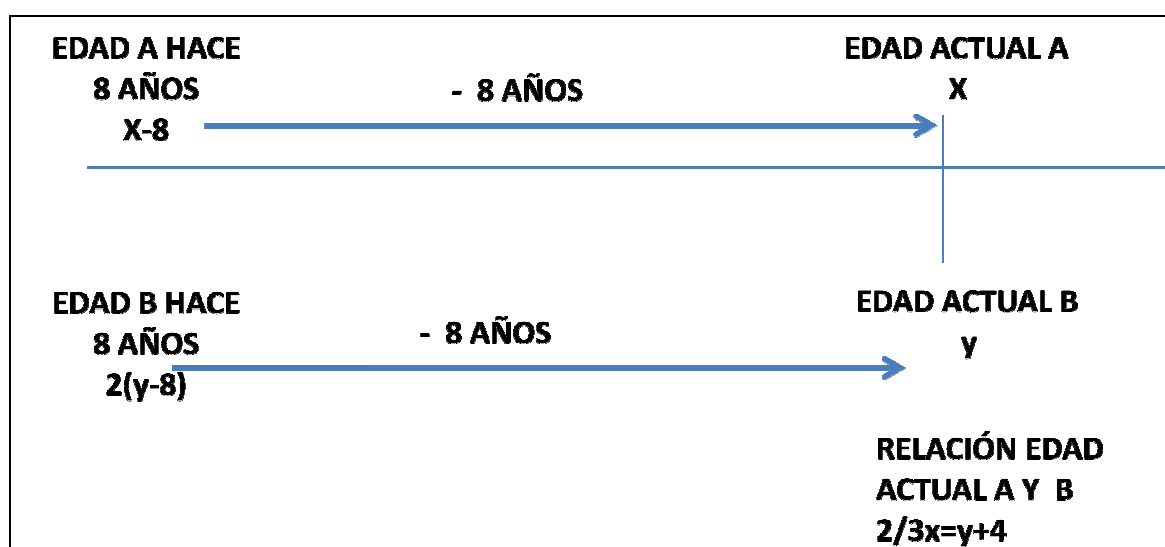 EDAD A HACE
8 AÑOS
X-8
- 8 AÑOS
EDAD ACTUAL A
X
EDAD B HACE
8 AÑOS
2(y-8)
- 8 AÑOS
EDAD ACTUAL B
y
RELACIÓN EDAD
ACTUAL A Y B
2/3x=y+4